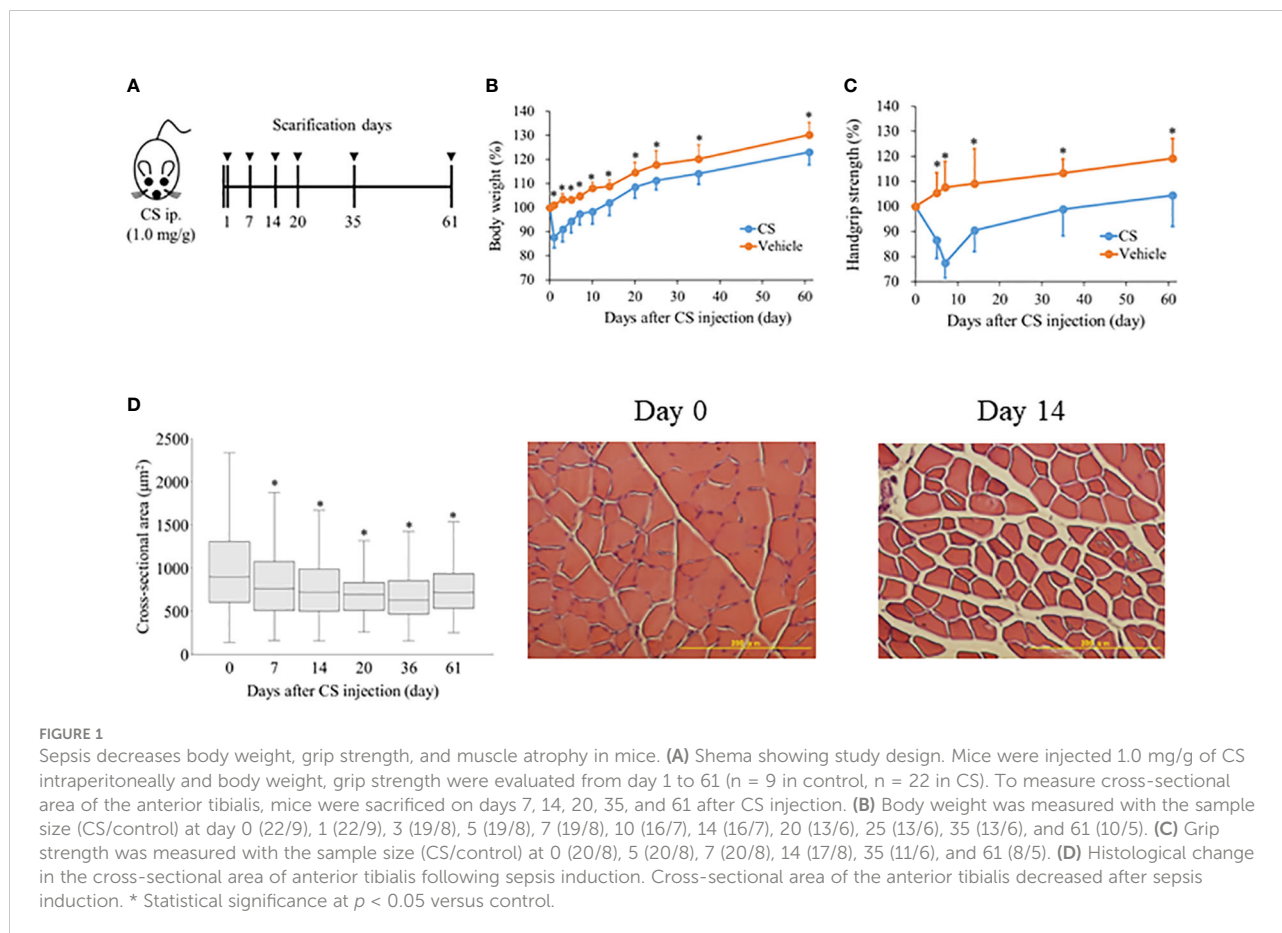 A
Scarification days
CS ip.
(1.0 mg/g)
1 7 14 20 35 61
B
Body weight (%)
140
130
120
110
100
90
80
70
CS
Vehicle
0 10 20 30 40 50 60
Days after CS injection (day)
* * * * * * * * * *
C
Handgrip strength (%)
140
130
120
110
100
90
80
70
CS
Vehicle
0 10 20 30 40 50 60
Days after CS injection (day)
* * * * *
D
Cross-sectional area (µm²)
2500
2000
1500
1000
500
0
* * * * *
0 7 14 20 36 61
Days after CS injection (day)
Day 0
Day 14
FIGURE 1
Sepsis decreases body weight, grip strength, and muscle atrophy in mice. (A) Shema showing study design. Mice were injected 1.0 mg/g of CS
intraperitoneally and body weight, grip strength were evaluated from day 1 to 61 (n = 9 in control, n = 22 in CS). To measure cross-sectional
area of the anterior tibialis, mice were sacrificed on days 7, 14, 20, 35, and 61 after CS injection. (B) Body weight was measured with the sample
size (CS/control) at day 0 (22/9), 1 (22/9), 3 (19/8), 5 (19/8), 7 (19/8), 10 (16/7), 14 (16/7), 20 (13/6), 25 (13/6), 35 (13/6), and 61 (10/5). (C) Grip
strength was measured with the sample size (CS/control) at 0 (20/8), 5 (20/8), 7 (20/8), 14 (17/8), 35 (11/6), and 61 (8/5). (D) Histological change
in the cross-sectional area of anterior tibialis following sepsis induction. Cross-sectional area of the anterior tibialis decreased after sepsis
induction. * Statistical significance at p < 0.05 versus control.